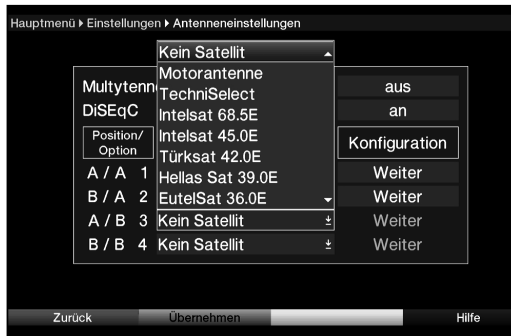 Hauptmenü ▸ Einstellungen ▸ Antenneneinstellungen
Kein Satellit
Motorantenne
Multytenn
aus
TechniSelect
DiSEqC
Intelsat 68.5E
an
Position/
Option
Intelsat 45.0E
Konfiguration
Türksat 42.0E
A / A 1
Hellas Sat 39.0E
Weiter
B / A 2
EutelSat 36.0E
Weiter
A / B 3 Kein Satellit Weiter
B / B 4 Kein Satellit Weiter
Zurück Übernehmen Hilfe